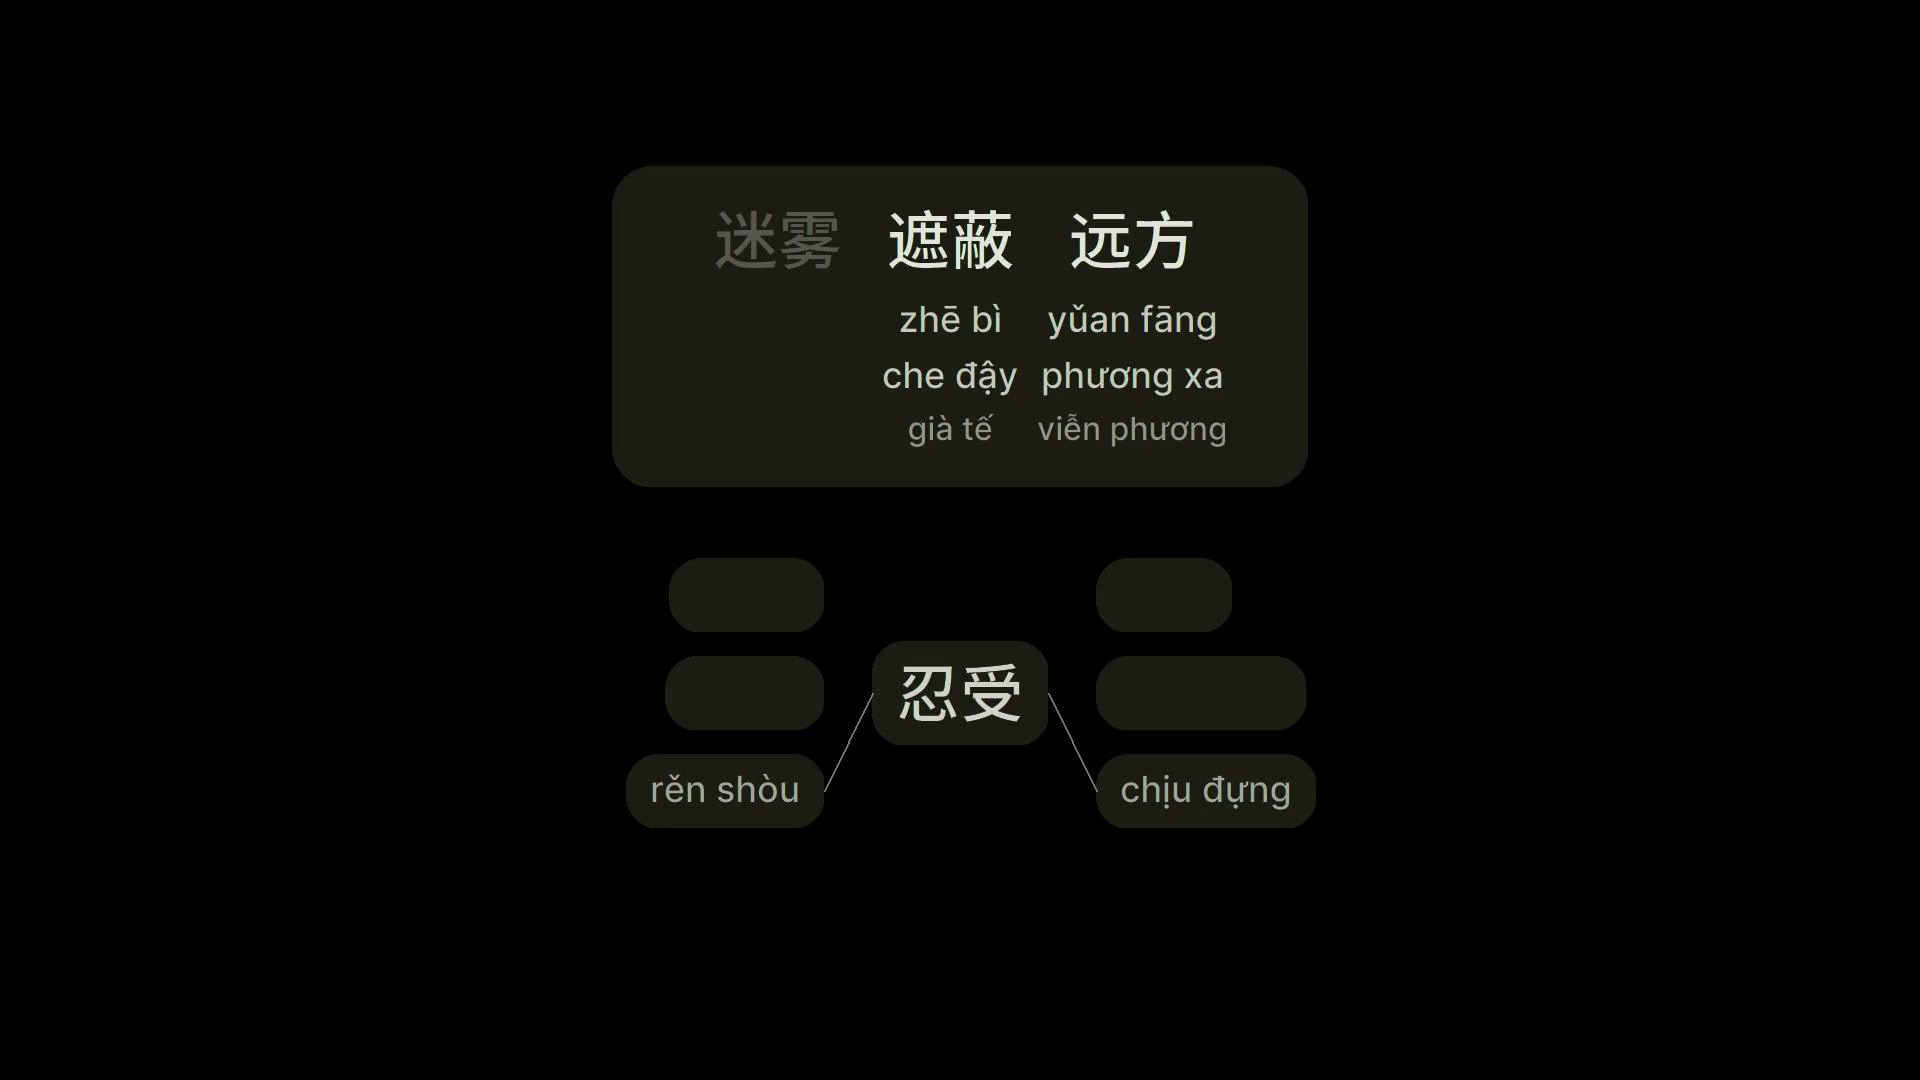 迷雾 遮蔽 远方
zhē bì yǔan fāng
che đậy phương xa
già tế viễn phương
忍受
rěn shòu chịu đựng